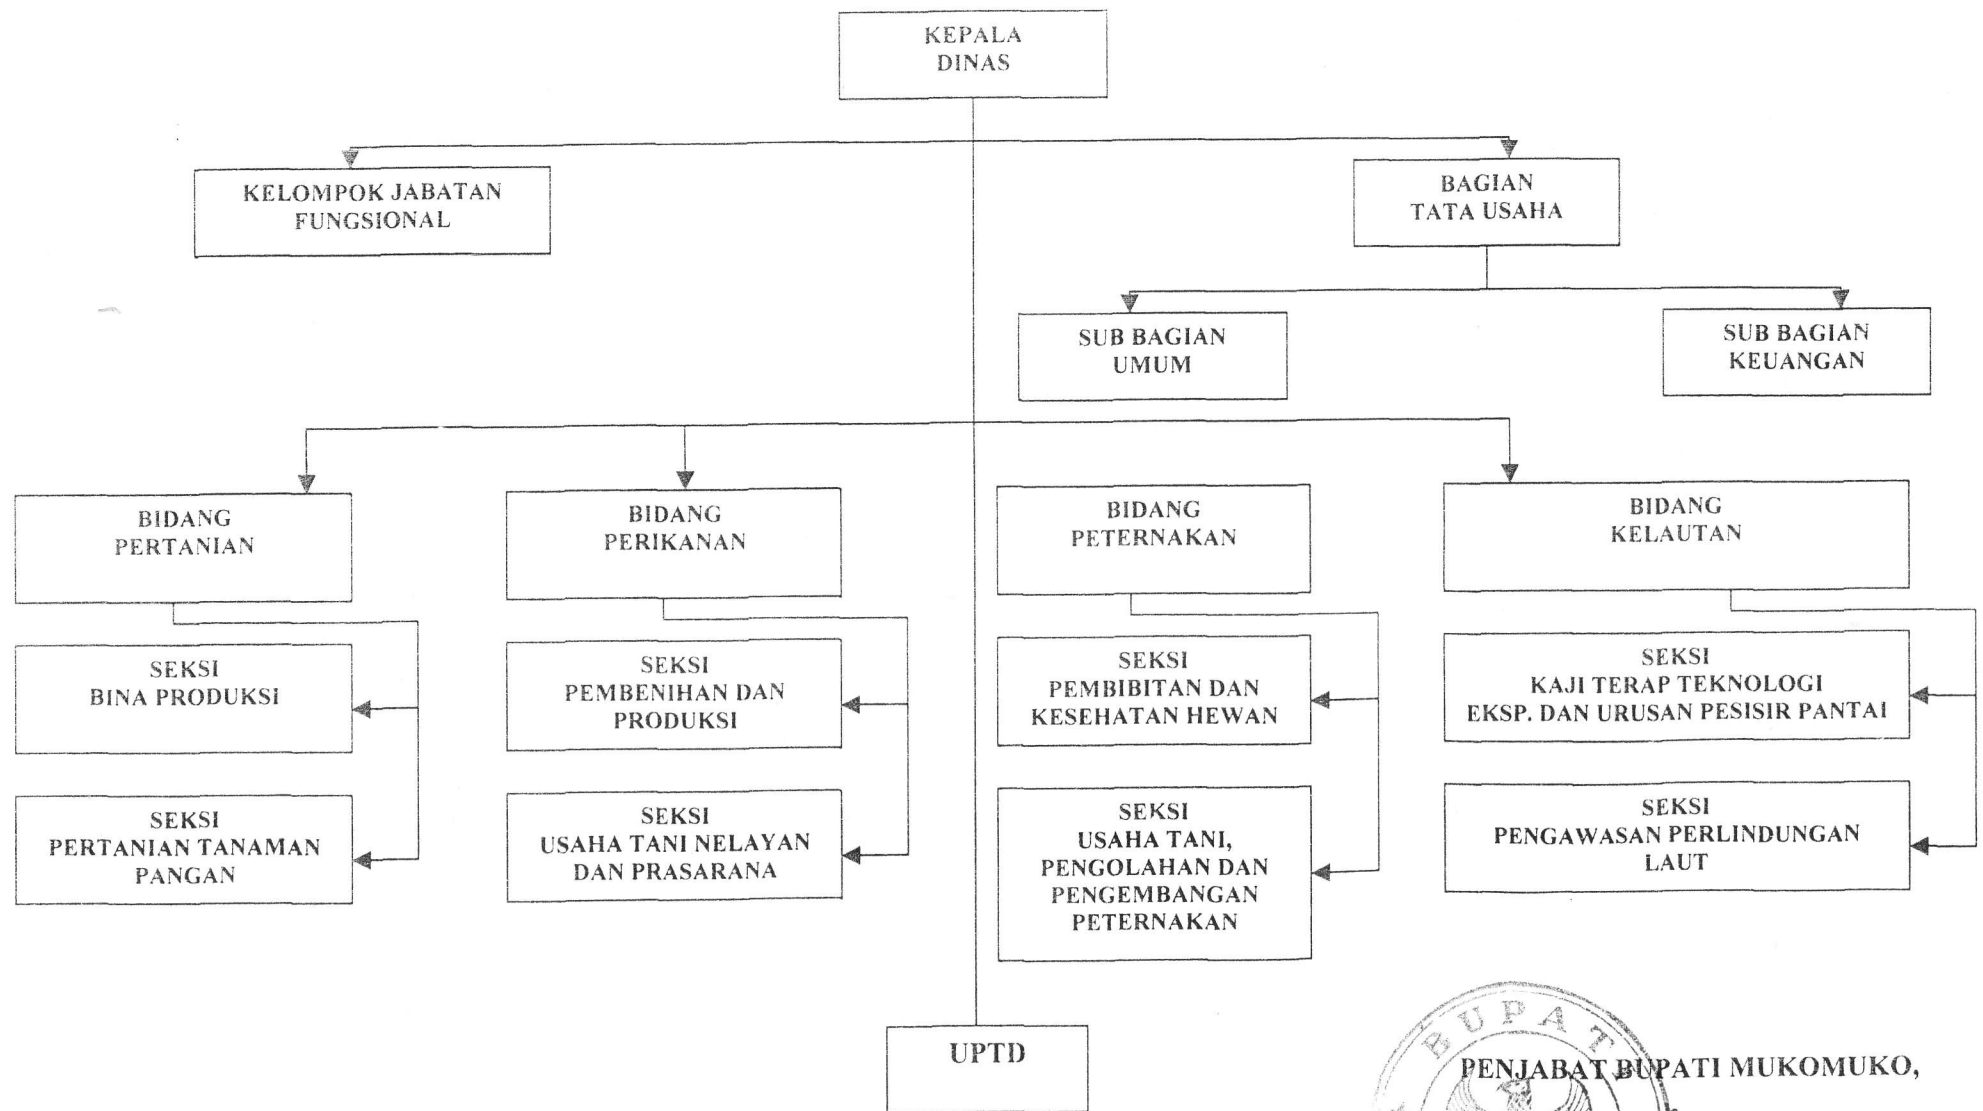 KEPALA
DINAS
KELOMPOK JABATAN
FUNGSIONAL
BAGIAN
TATA USAHA
SUB BAGIAN
UMUM
SUB BAGIAN
KEUANGAN
BIDANG
PERTANIAN
BIDANG
PERIKANAN
BIDANG
PETERNAKAN
BIDANG
KELAUTAN
SEKSI
BINA PRODUKSI
SEKSI
PEMBENIHAN DAN
PRODUKSI
SEKSI
PEMBIBITAN DAN
KESEHATAN HEWAN
SEKSI
KAJI TERAP TEKNOLOGI
EKSP. DAN URUSAN PESISIR PANTAI
SEKSI
PERTANIAN TANAMAN
PANGAN
SEKSI
USAHA TANI NELAYAN
DAN PRASARANA
SEKSI
USAHA TANI,
PENGOLAHAN DAN
PENGEMBANGAN
PETERNAKAN
SEKSI
PENGAWASAN PERLINDUNGAN
LAUT
UPTD
BUPATI
PENJABAT BUPATI MUKOMUKO,